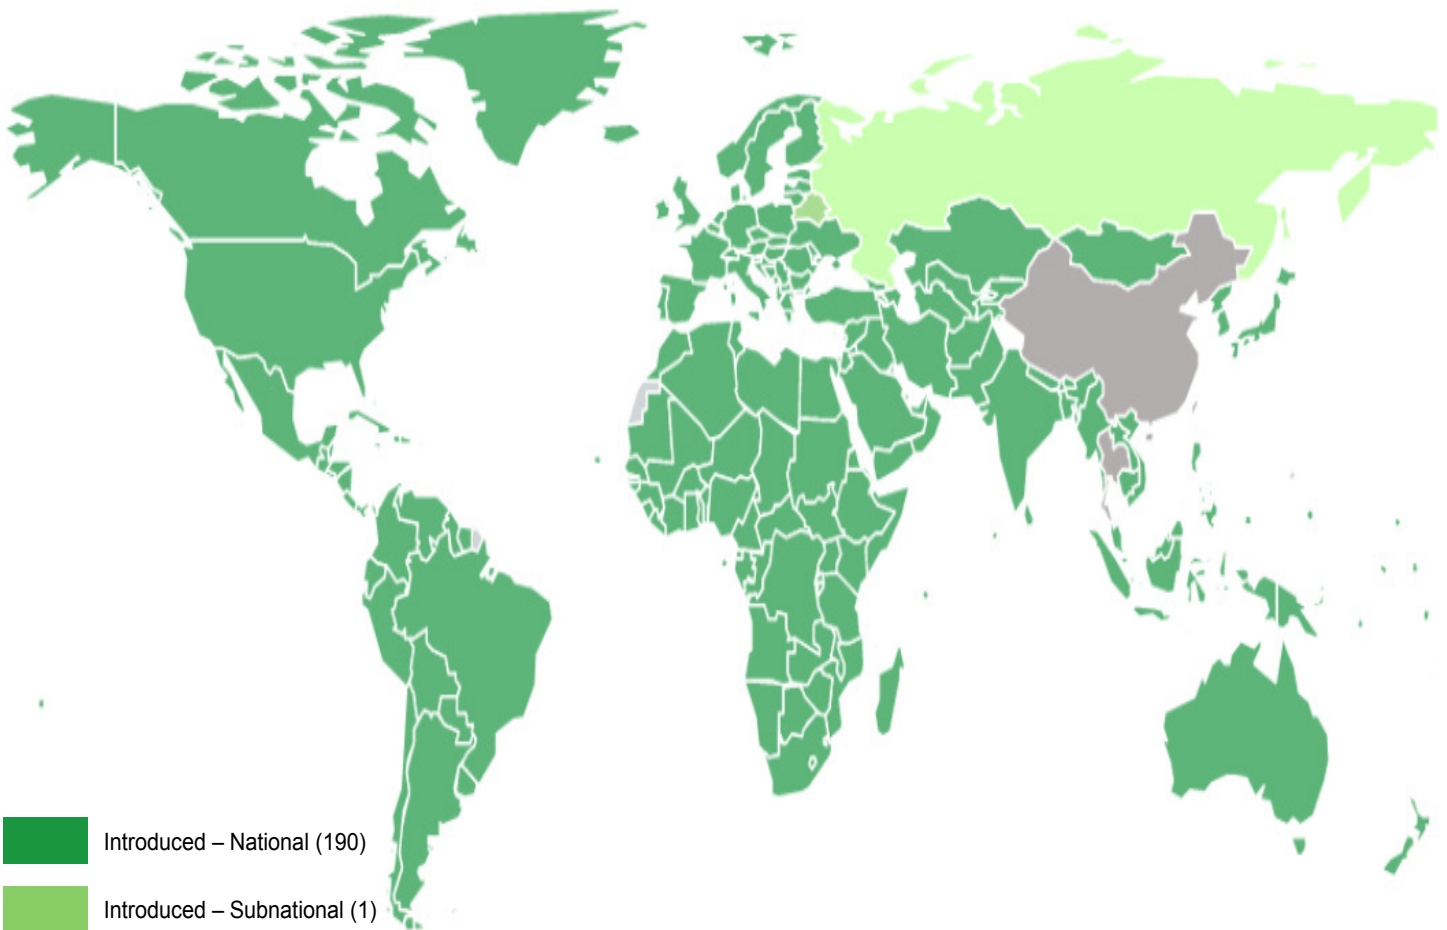 Introduced – National (190)
Introduced – Subnational (1)